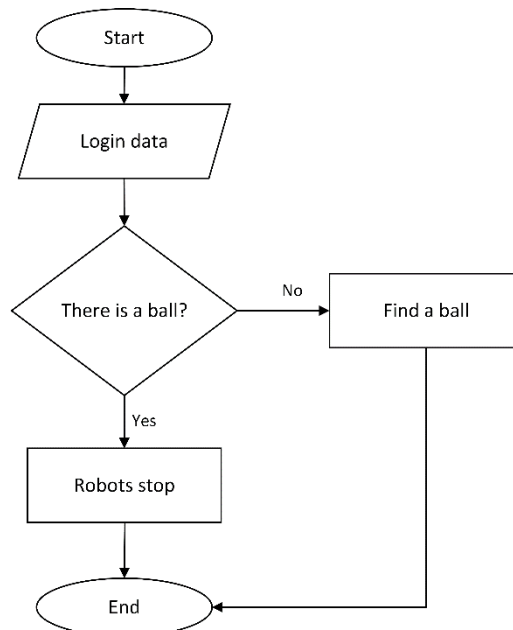 Start
Login data
There is a ball?
No
Find a ball
Yes
Robots stop
End